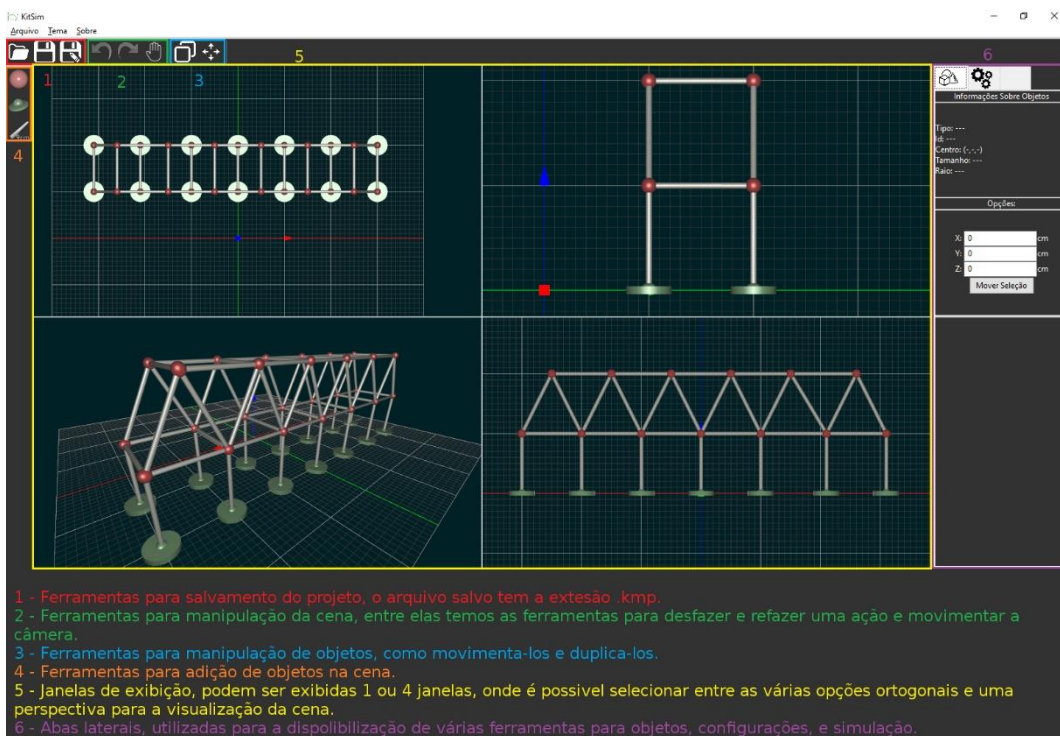 KitSim
Arquivo Tema Sobre
5
6
1
2
3
4
Informações Sobre Objetos
Tipo: ---
Id: ---
Centro: (-,-,-)
Tamanho: ---
Raio: ---
Opções:
X: 0 cm
Y: 0 cm
Z: 0 cm
Mover Seleção
1 - Ferramentas para salvamento do projeto, o arquivo salvo tem a extesão .kmp.
2 - Ferramentas para manipulação da cena, entre elas temos as ferramentas para desfazer e refazer uma ação e movimentar a
câmera.
3 - Ferramentas para manipulação de objetos, como movimenta-los e duplica-los.
4 - Ferramentas para adição de objetos na cena.
5 - Janelas de exibição, podem ser exibidas 1 ou 4 janelas, onde é possivel selecionar entre as várias opções ortogonais e uma
perspectiva para a visualização da cena.
6 - Abas laterais, utilizadas para a dispolibilização de várias ferramentas para objetos, configurações, e simulação.